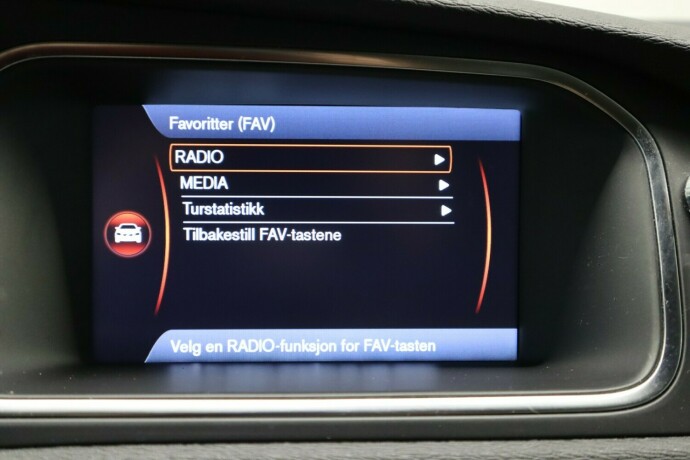 Favoritter (FAV)
RADIO
MEDIA
Turstatistikk
Tilbakestill FAV-tastene
Velg en RADIO-funksjon for FAV-tasten